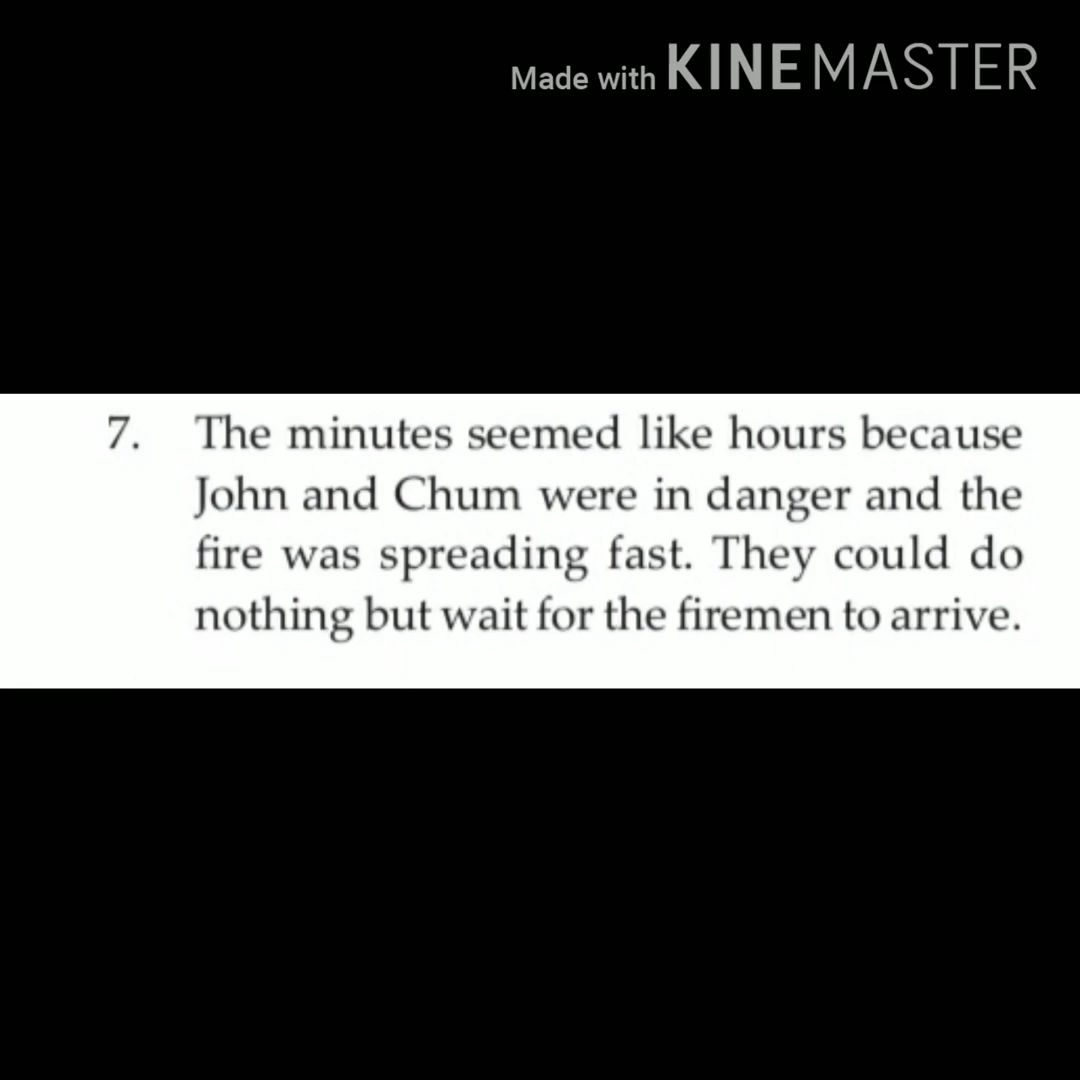 Made with KINEMASTER
7. The minutes seemed like hours because
John and Chum were in danger and the
fire was spreading fast. They could do
nothing but wait for the firemen to arrive.